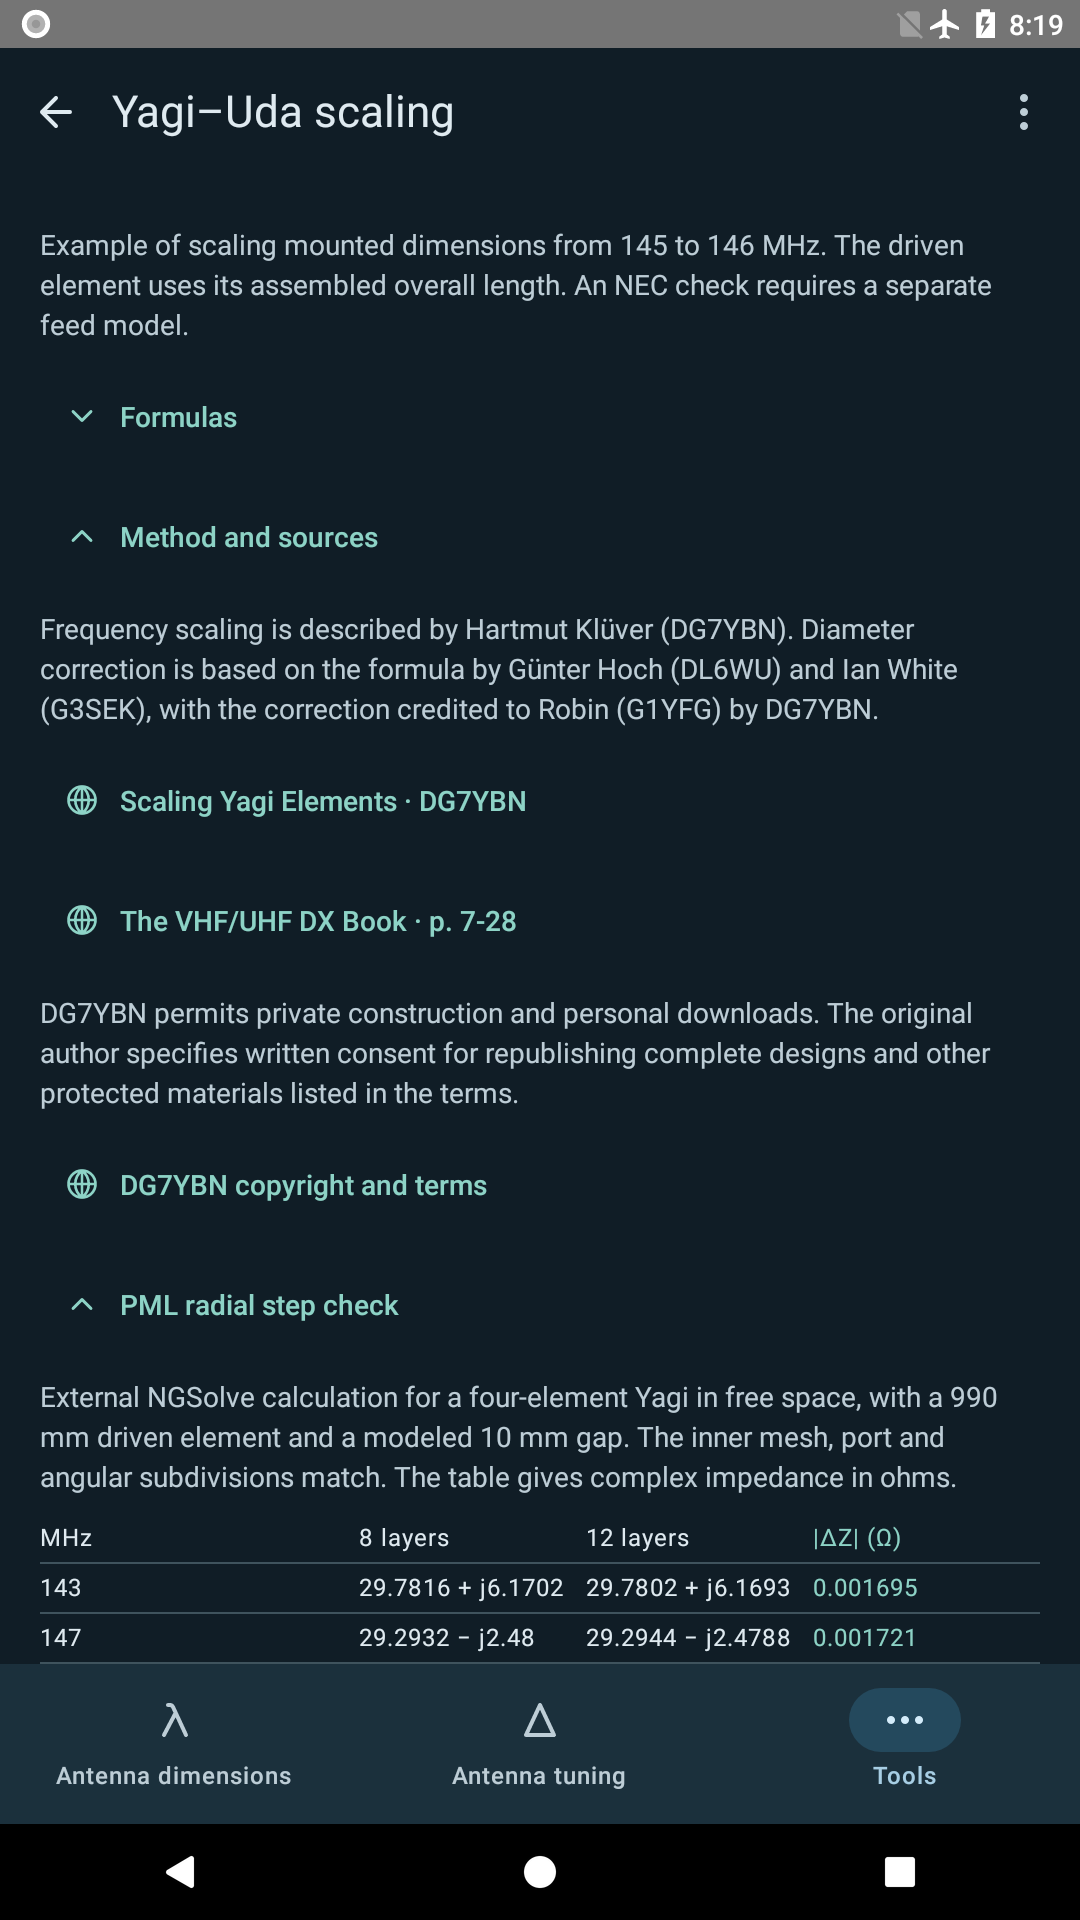 8:19
Yagi–Uda scaling
Example of scaling mounted dimensions from 145 to 146 MHz. The driven
element uses its assembled overall length. An NEC check requires a separate
feed model.
Formulas
Method and sources
Frequency scaling is described by Hartmut Klüver (DG7YBN). Diameter
correction is based on the formula by Günter Hoch (DL6WU) and Ian White
(G3SEK), with the correction credited to Robin (G1YFG) by DG7YBN.
Scaling Yagi Elements · DG7YBN
The VHF/UHF DX Book · p. 7-28
DG7YBN permits private construction and personal downloads. The original
author specifies written consent for republishing complete designs and other
protected materials listed in the terms.
DG7YBN copyright and terms
PML radial step check
External NGSolve calculation for a four-element Yagi in free space, with a 990
mm driven element and a modeled 10 mm gap. The inner mesh, port and
angular subdivisions match. The table gives complex impedance in ohms.
MHz 8 layers 12 layers |ΔZ| (Ω)
143 29.7816 + j6.1702 29.7802 + j6.1693 0.001695
147 29.2932 − j2.48 29.2944 − j2.4788 0.001721
λ Δ
Antenna dimensions Antenna tuning Tools